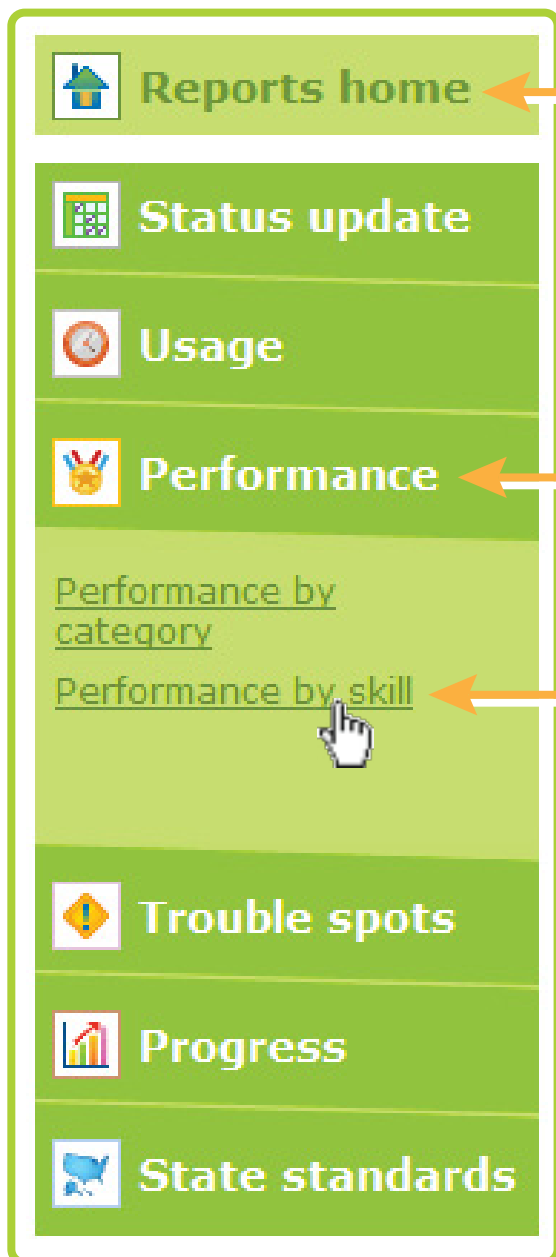 Reports home
Status update
Usage
Performance
Performance by
category
Performance by skill
Trouble spots
Progress
State standards